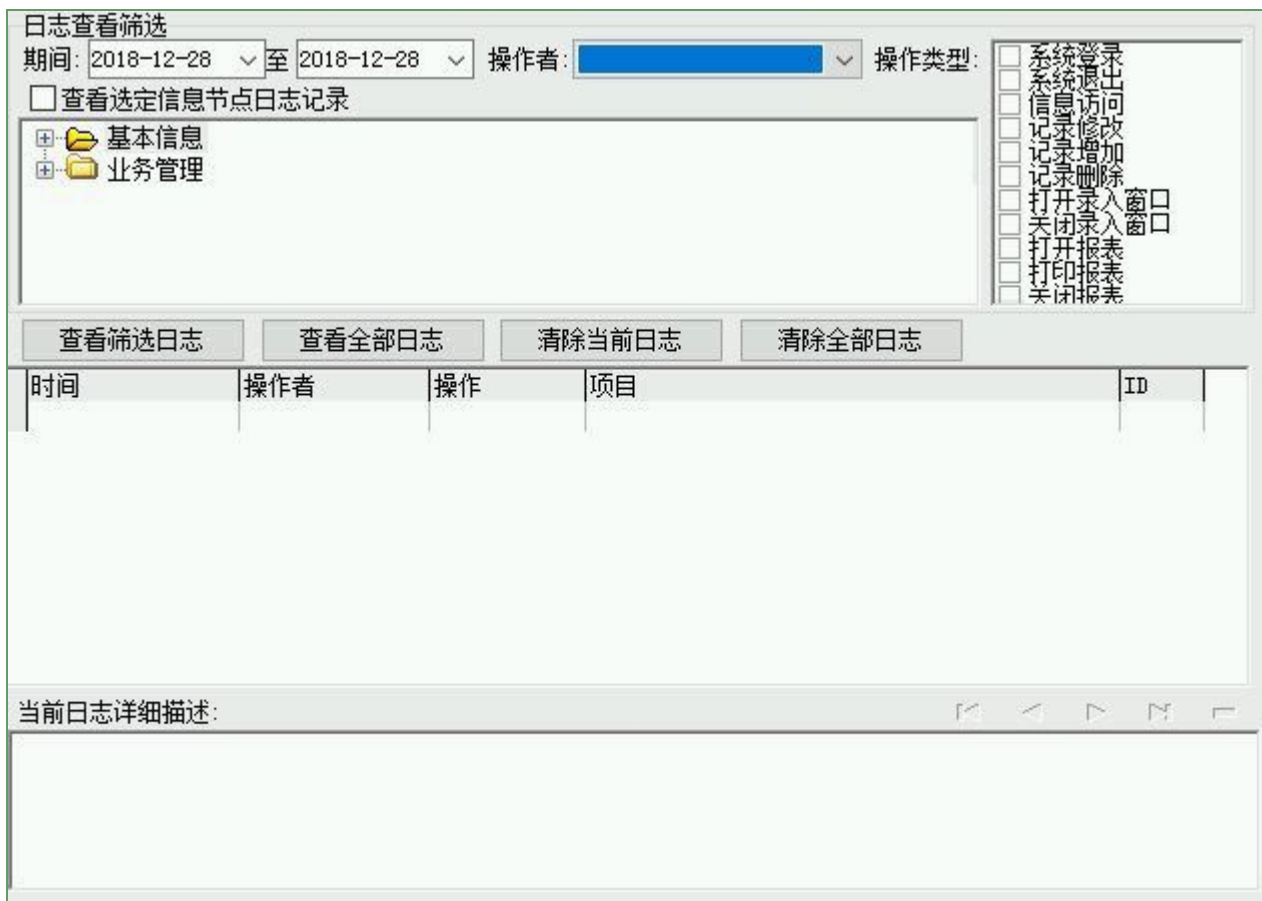 日志查看筛选
期间: 2018-12-28 至 2018-12-28 操作者: 操作类型:
系统登录
系统退出
信息访问
记录修改
记录增加
记录删除
打开录入窗口
关闭录入窗口
打开报表
打印报表
关闭报表
查看选定信息节点日志记录
基本信息
业务管理
查看筛选日志 查看全部日志 清除当前日志 清除全部日志
时间 操作者 操作 项目 ID
当前日志详细描述: